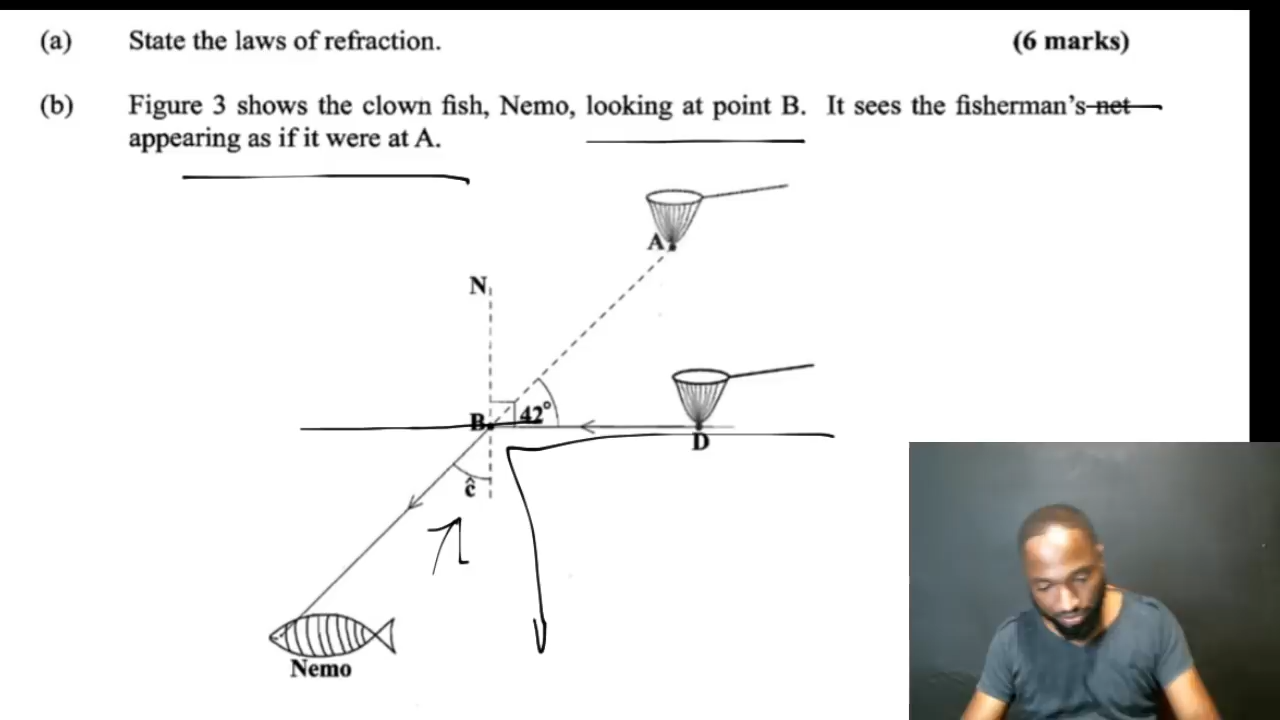 (a) State the laws of refraction. (6 marks)
(b) Figure 3 shows the clown fish, Nemo, looking at point B. It sees the fisherman's net
appearing as if it were at A.
A
N
B 42°
D
ĉ
Nemo